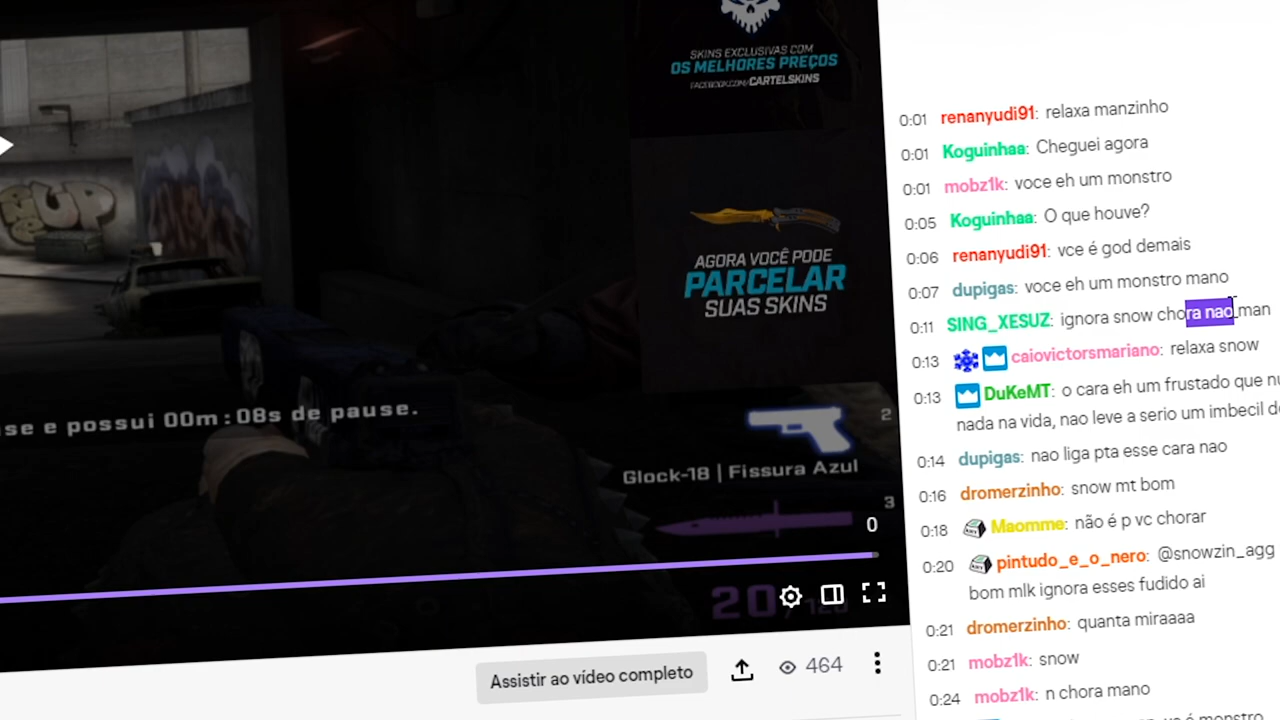 SKINS EXCLUSIVAS COM
OS MELHORES PREÇOS
FACEBOOK.COM/CARTELSKINS
AGORA VOCÊ PODE
PARCELAR
SUAS SKINS
UP
se e possui 00m:08s de pause.
2
Glock-18 | Fissura Azul
3
0
20/120
Assistir ao vídeo completo
464
0:01 renanyudi91: relaxa manzinho
0:01 Koguinhaa: Cheguei agora
0:01 mobz1k: voce eh um monstro
0:05 Koguinhaa: O que houve?
0:06 renanyudi91: vce é god demais
0:07 dupigas: voce eh um monstro mano
0:11 SING_XESUZ: ignora snow chora nao man
0:13 caiovictorsmariano: relaxa snow
0:13 DuKeMT: o cara eh um frustado que nu
nada na vida, nao leve a serio um imbecil de
0:14 dupigas: nao liga pta esse cara nao
0:16 dromerzinho: snow mt bom
0:18 Maomme: não é p vc chorar
0:20 pintudo_e_o_nero: @snowzin_agg
bom mlk ignora esses fudido ai
0:21 dromerzinho: quanta miraaaa
0:21 mobz1k: snow
0:24 mobz1k: n chora mano
é monstro